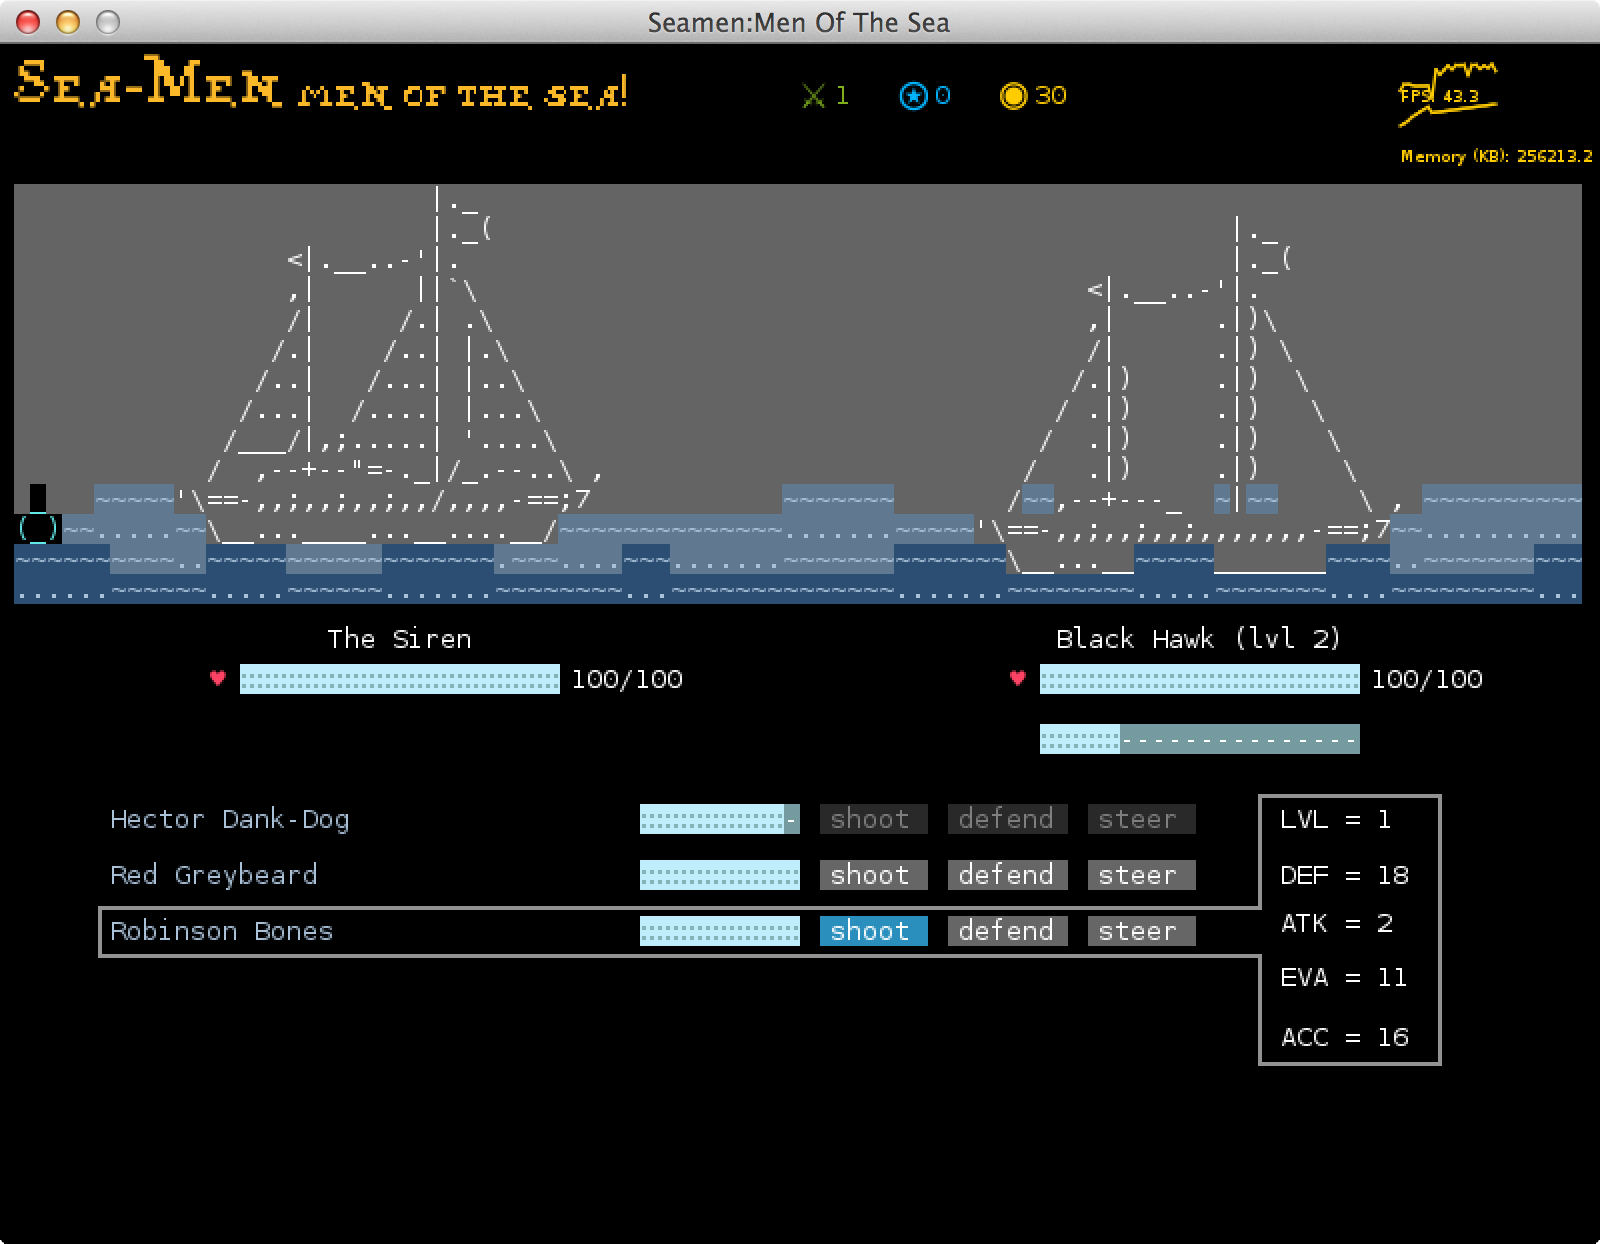 Seamen:Men Of The Sea
SEA-MEN MEN OF THE SEA!
1 0 30
FPS: 43.3
Memory (KB): 256213.2
The Siren
Black Hawk (lvl 2)
♥ 100/100
♥ 100/100
Hector Dank-Dog shoot defend steer
LVL = 1
Red Greybeard shoot defend steer
DEF = 18
Robinson Bones shoot defend steer
ATK = 2
EVA = 11
ACC = 16